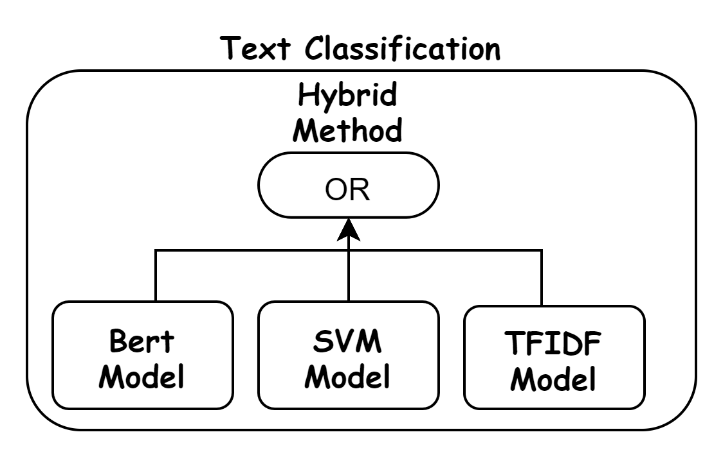 Text Classification
Hybrid
Method
OR
Bert
Model
SVM
Model
TFIDF
Model